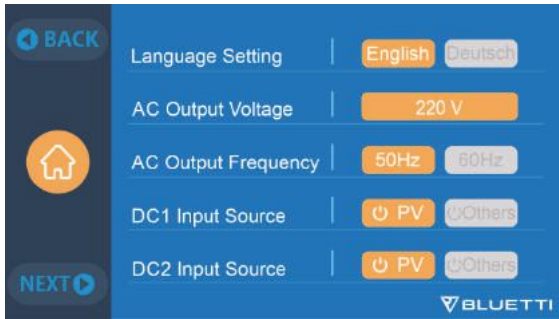 BACK
Language Setting English Deutsch
AC Output Voltage 220 V
AC Output Frequency 50Hz 60Hz
DC1 Input Source PV Others
DC2 Input Source PV Others
NEXT
BLUETTI